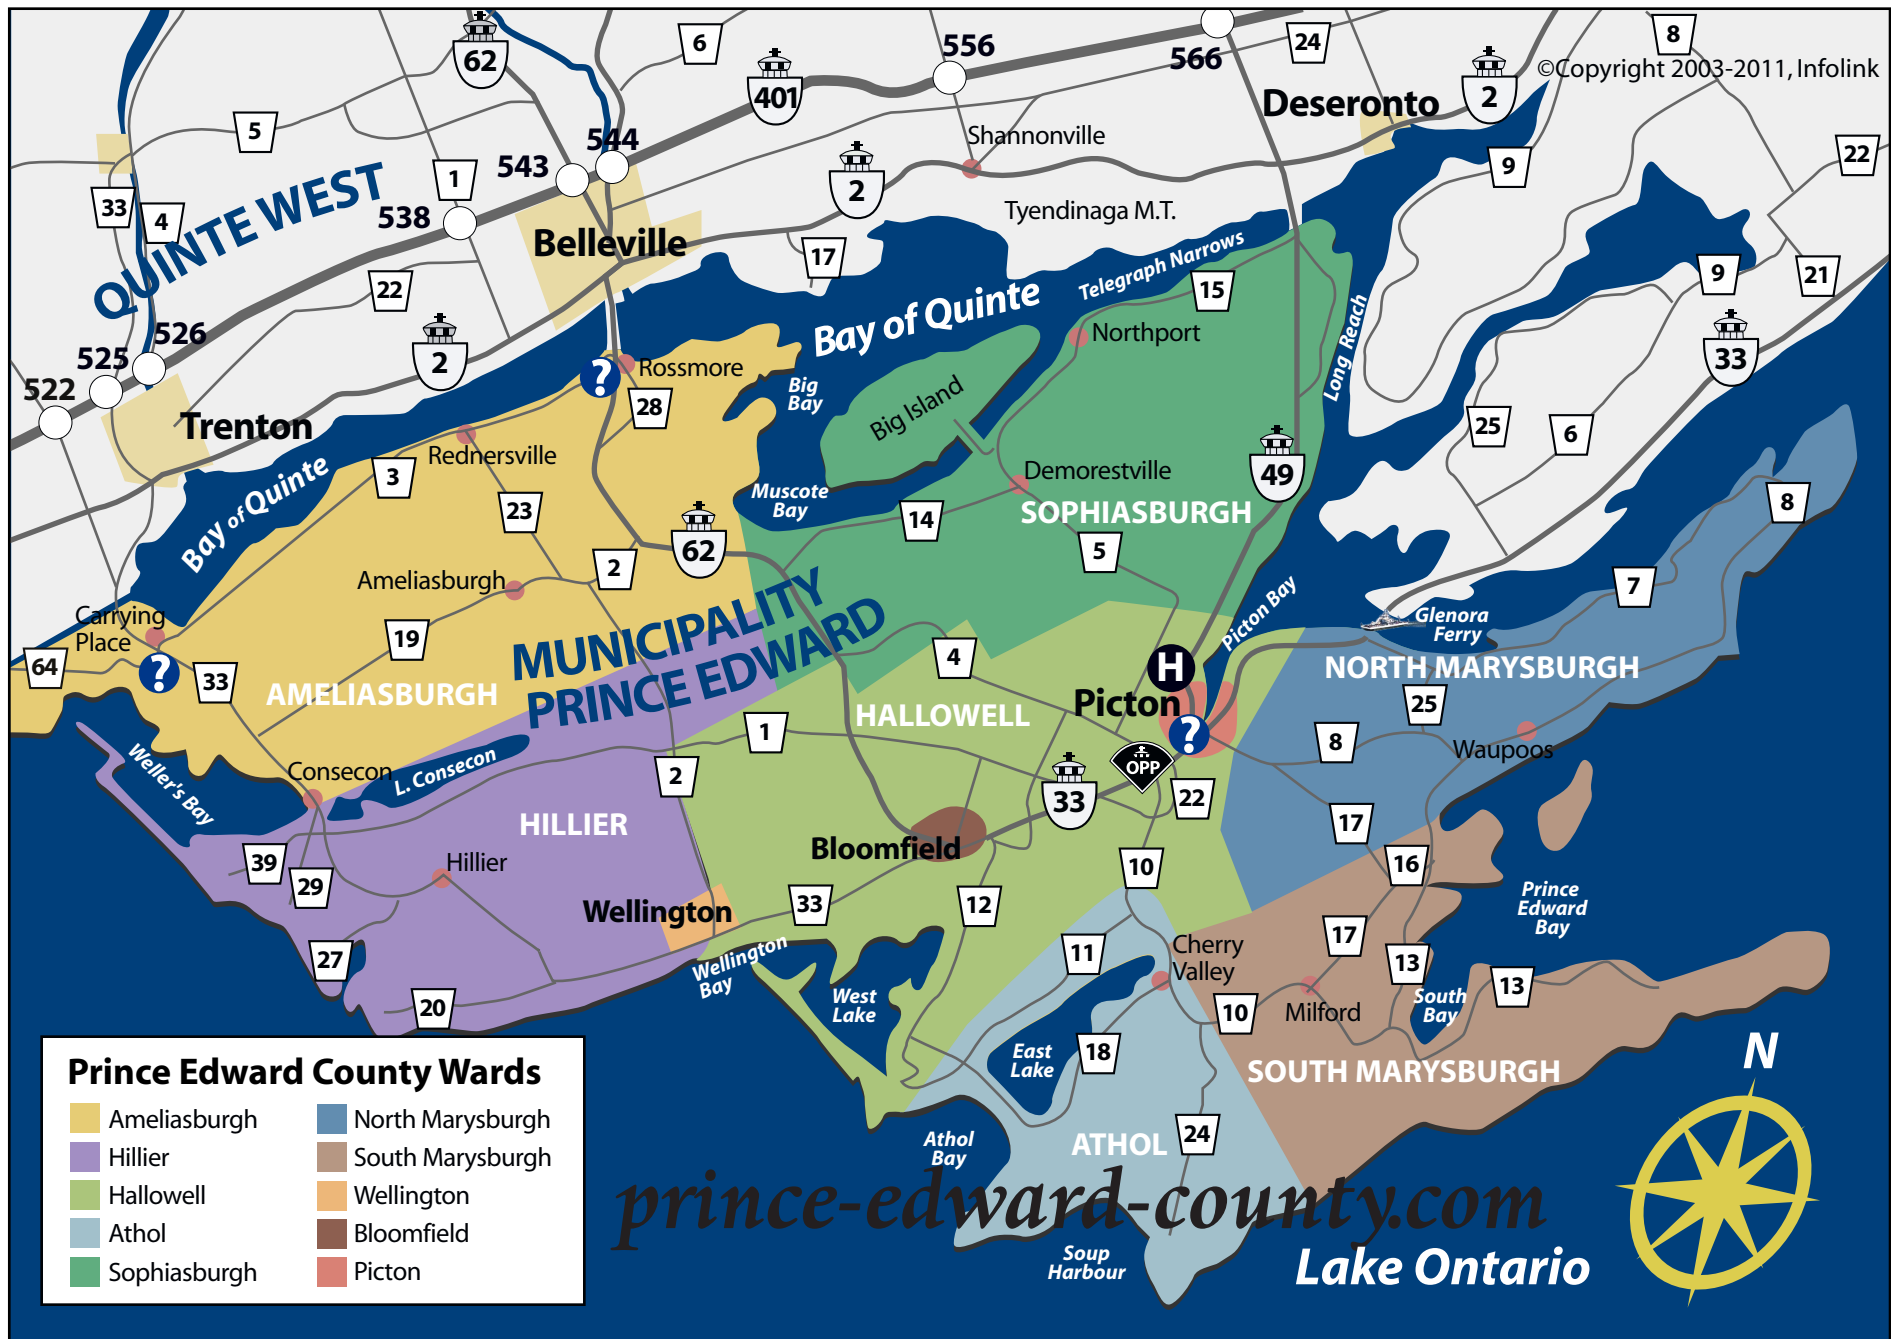 62
6
556
566
24
8
©Copyright 2003-2011, Infolink
401
2
Deseronto
5
544
543
Shannonville
9
22
33
4
1
2
QUINTE WEST
538
Tyendinaga M.T.
Belleville
17
Telegraph Narrows
22
15
9
21
Bay of Quinte
526
525
2
Northport
Long Reach
33
522
Rossmore
?
Big
Bay
28
Big Island
Trenton
25
6
Rednersville
3
Bay of Quinte
Demorestville
49
Muscote
Bay
23
14
SOPHIASBURGH
8
62
5
2
Ameliasburgh
7
Carrying
Place
Picton Bay
Glenora
Ferry
19
MUNICIPALITY
PRINCE EDWARD
64
?
33
4
H
NORTH MARYSBURGH
AMELIASBURGH
Picton
25
HALLOWELL
1
?
8
Waupoos
Weller's Bay
Consecon
L. Consecon
2
OPP
33
22
HILLIER
17
Bloomfield
39
Hillier
29
10
16
Wellington
33
12
Prince
Edward
Bay
17
27
11
Cherry
Valley
13
Wellington
Bay
West
Lake
South
Bay
13
20
10
Milford
East
Lake
18
SOUTH MARYSBURGH
N
24
Athol
Bay
ATHOL
prince-edward-county.com
Soup
Harbour
Lake Ontario
Prince Edward County Wards
Ameliasburgh
North Marysburgh
Hillier
South Marysburgh
Hallowell
Wellington
Athol
Bloomfield
Sophiasburgh
Picton